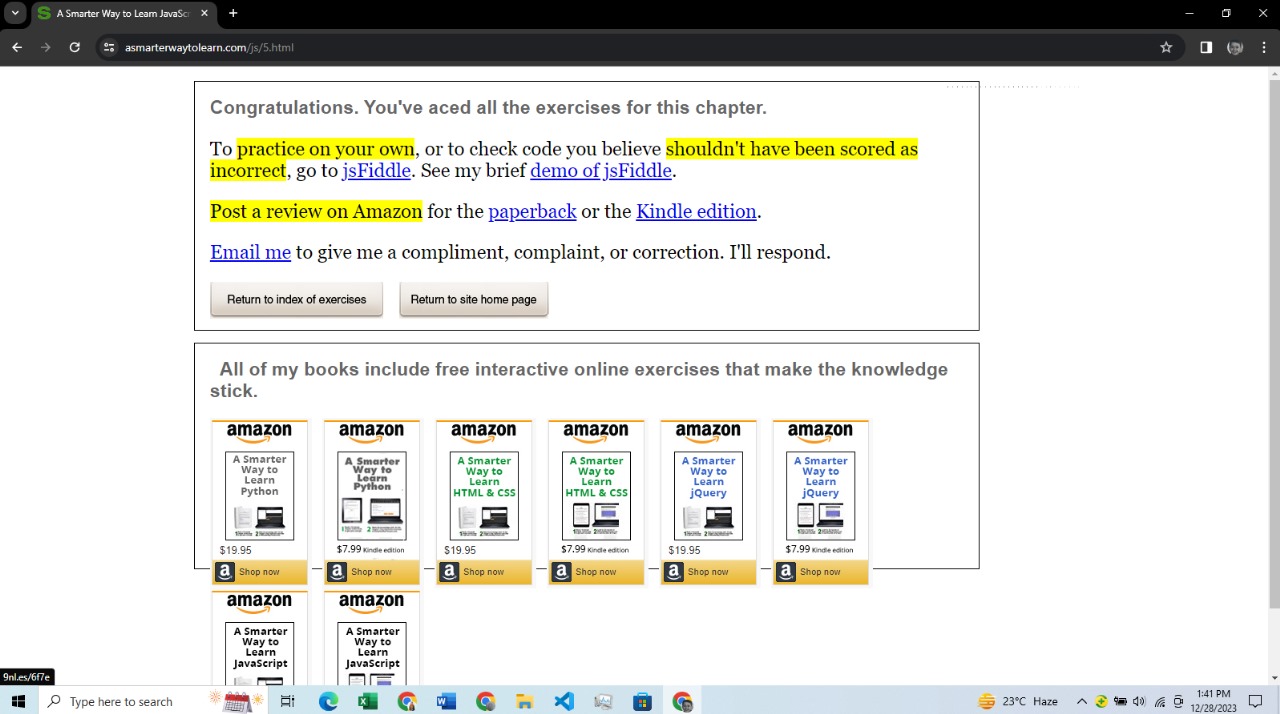 A Smarter Way to Learn JavaSc
asmarterwaytolearn.com/js/5.html
Congratulations. You've aced all the exercises for this chapter.
To practice on your own, or to check code you believe shouldn't have been scored as
incorrect, go to jsFiddle. See my brief demo of jsFiddle.
Post a review on Amazon for the paperback or the Kindle edition.
Email me to give me a compliment, complaint, or correction. I'll respond.
Return to index of exercises Return to site home page
All of my books include free interactive online exercises that make the knowledge
stick.
amazon amazon amazon amazon amazon amazon
A Smarter
Way to
Learn
Python
A Smarter
Way to
Learn
Python
A Smarter
Way to
Learn
HTML & CSS
A Smarter
Way to
Learn
HTML & CSS
A Smarter
Way to
Learn
jQuery
A Smarter
Way to
Learn
jQuery
$19.95 $7.99 Kindle edition $19.95 $7.99 Kindle edition $19.95 $7.99 Kindle edition
a Shop now a Shop now a Shop now a Shop now a Shop now a Shop now
amazon amazon
A Smarter
Way to
Learn
JavaScript
A Smarter
Way to
Learn
JavaScript
9nl.es/6f7e
Type here to search
23°C Haze
1:41 PM
12/28/2023